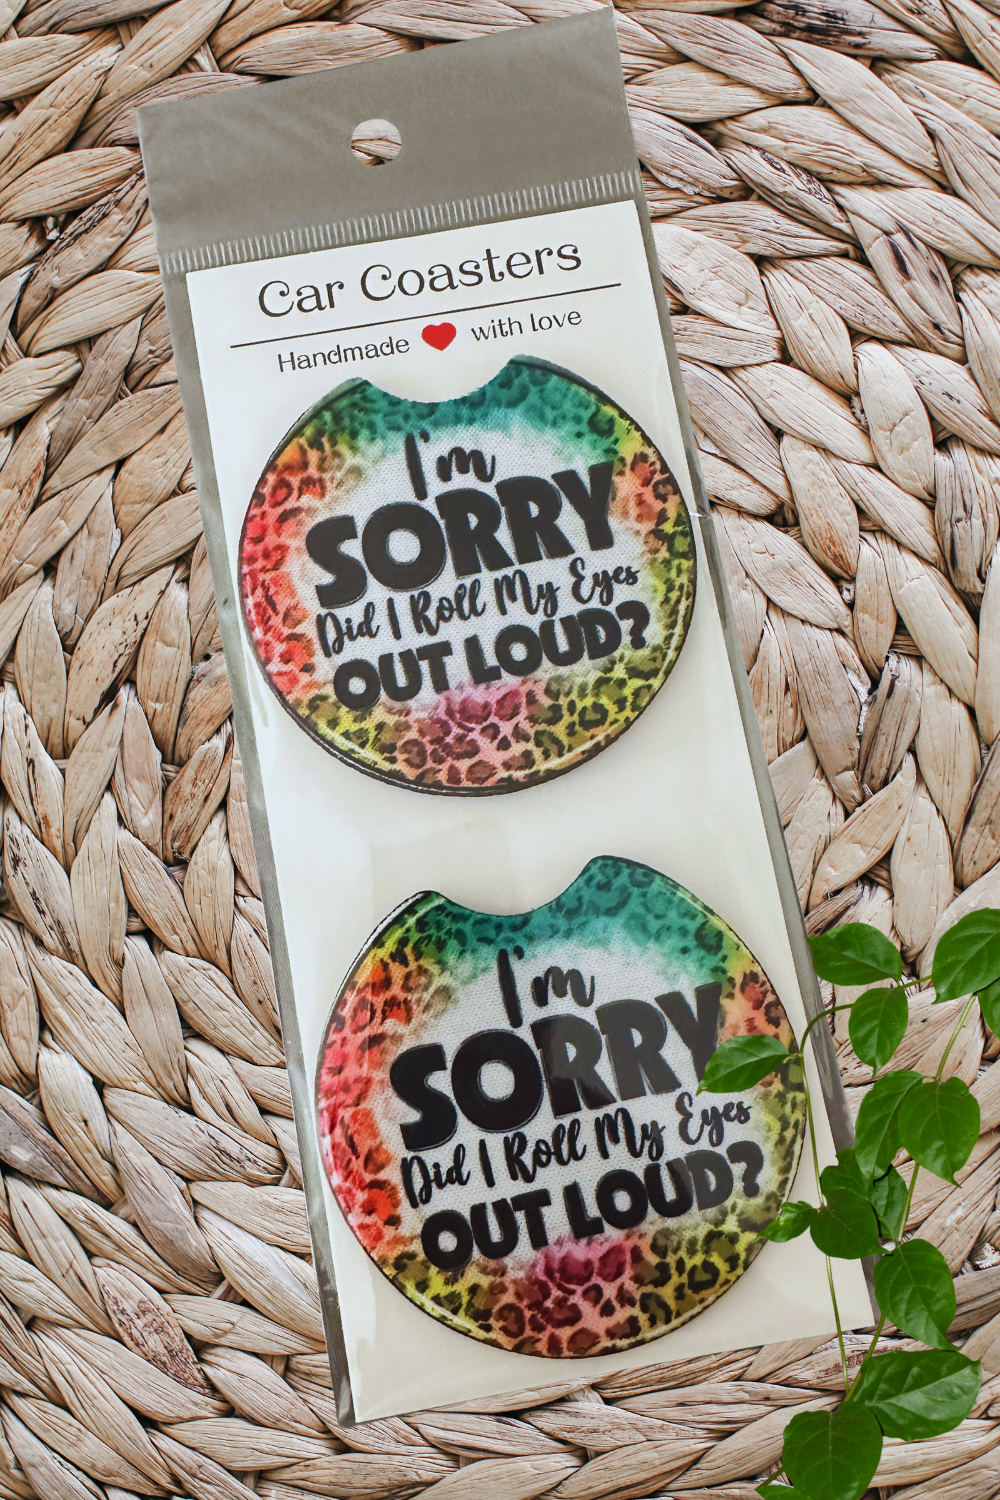 Car Coasters
Handmade with love
I'm
SORRY
Did I Roll My Eyes
OUT LOUD?
I'm
SORRY
Did I Roll My Eyes
OUT LOUD?